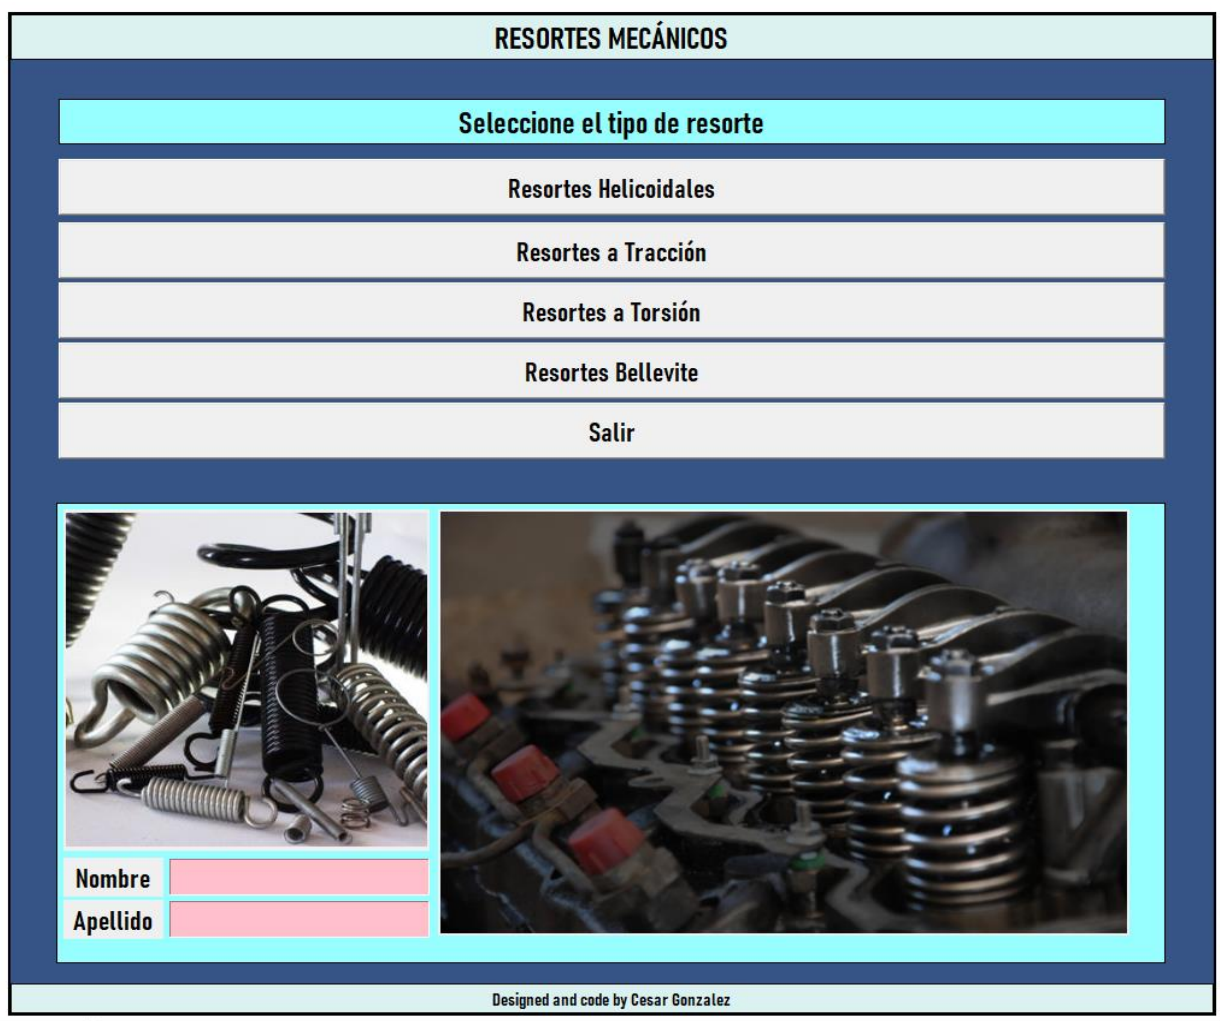 RESORTES MECÁNICOS
Seleccione el tipo de resorte
Resortes Helicoidales
Resortes a Tracción
Resortes a Torsión
Resortes Bellevite
Salir
Nombre
Apellido
Designed and code by Cesar Gonzalez